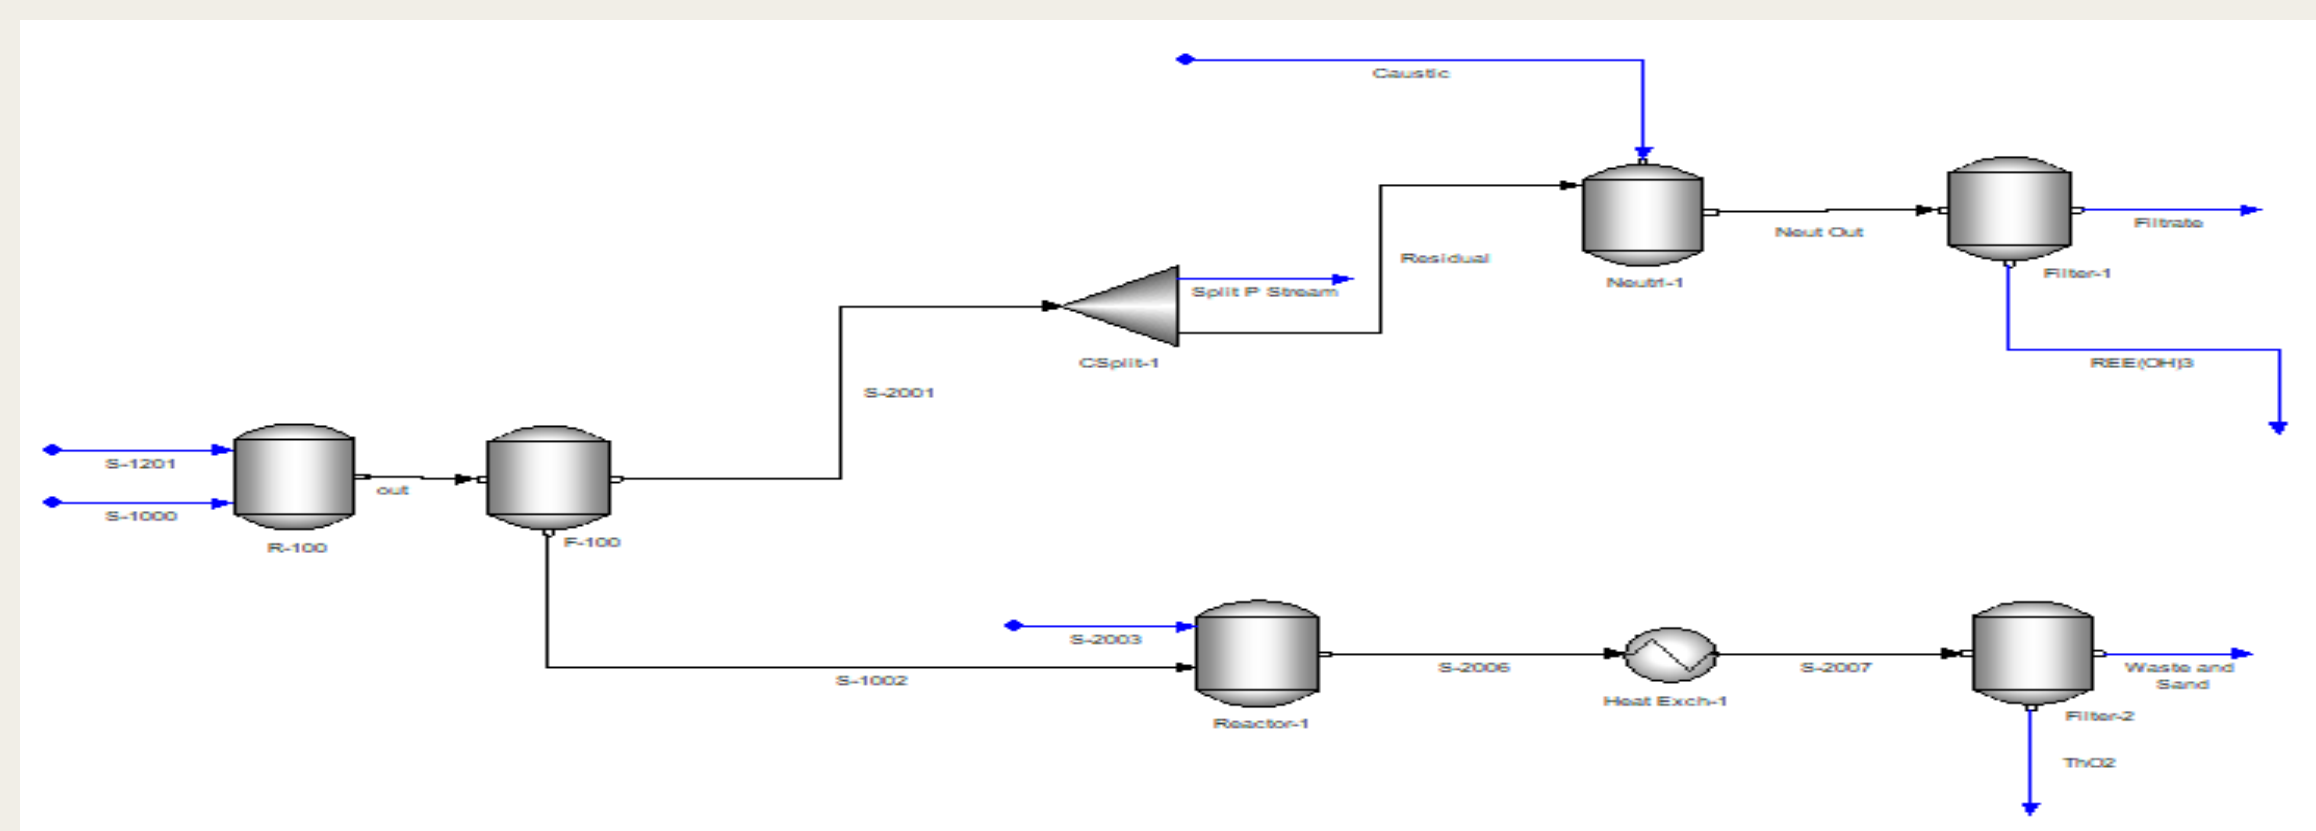 Caustic
Neut Out
Filtrate
Residual
Neutri-1
Filter-1
Split P Stream
CSplit-1
REE(OH)3
S-2001
S-1201
out
S-1000
R-100
F-100
S-2003
S-1002
S-2006
S-2007
Waste and
Sand
Heat Exch-1
Reactor-1
Filter-2
ThO2